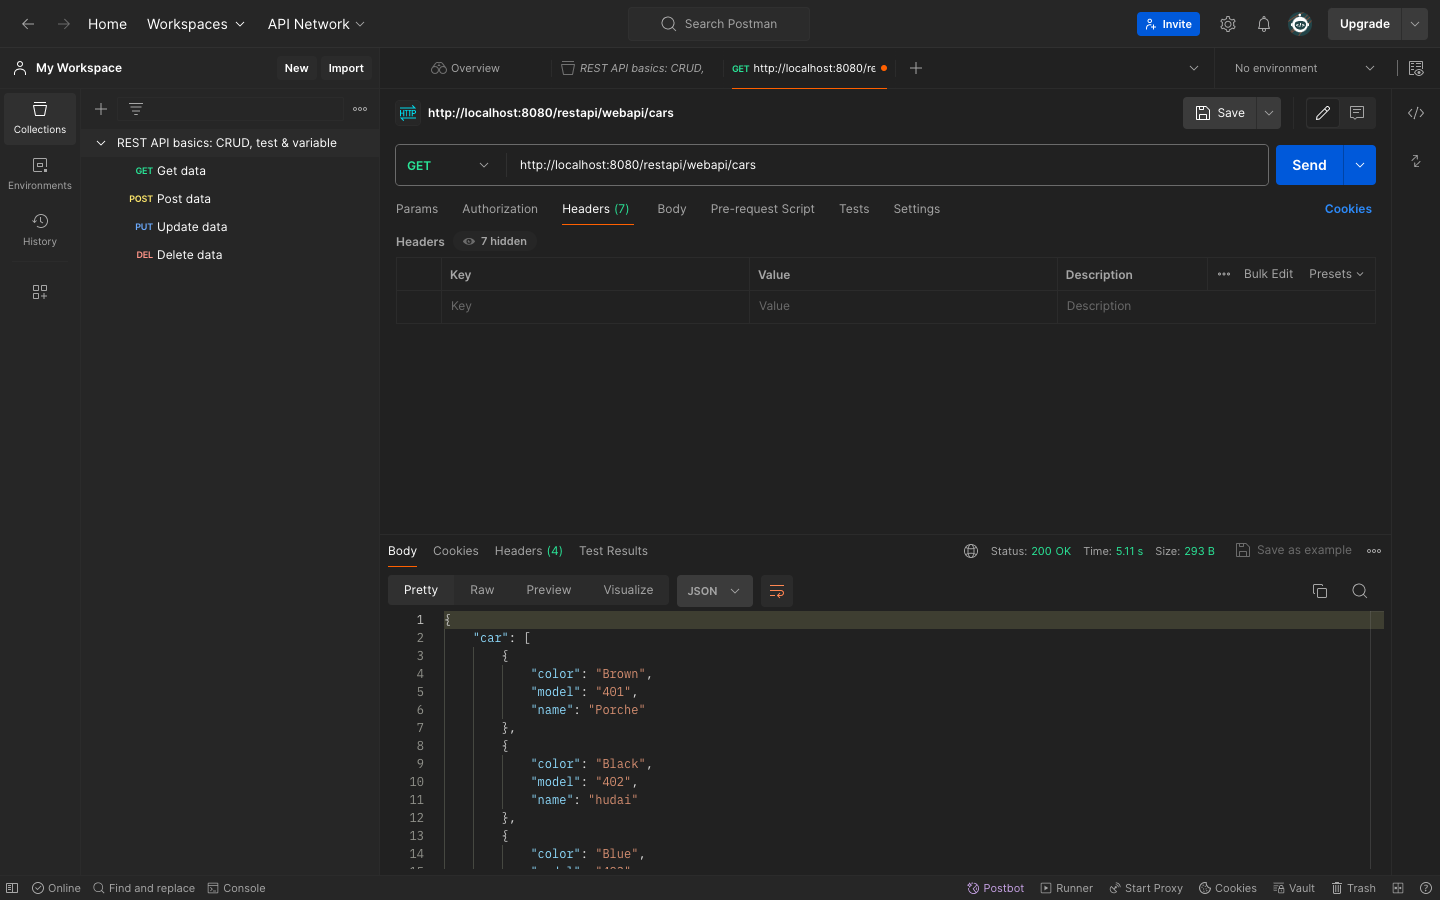 Home Workspaces API Network Search Postman Invite Upgrade
My Workspace New Import Overview REST API basics: CRUD, GET http://localhost:8080/re No environment
Collections
Environments
History
REST API basics: CRUD, test & variable
GET Get data
POST Post data
PUT Update data
DEL Delete data
HTTP http://localhost:8080/restapi/webapi/cars Save
GET http://localhost:8080/restapi/webapi/cars Send
Params Authorization Headers (7) Body Pre-request Script Tests Settings Cookies
Headers 7 hidden
Key Value Description Bulk Edit Presets
Key Value Description
Body Cookies Headers (4) Test Results Status: 200 OK Time: 5.11 s Size: 293 B Save as example
Pretty Raw Preview Visualize JSON
1 {
2 "car": [
3 {
4 "color": "Brown",
5 "model": "401",
6 "name": "Porche"
7 },
8 {
9 "color": "Black",
10 "model": "402",
11 "name": "hudai"
12 },
13 {
14 "color": "Blue",
Online Find and replace Console Postbot Runner Start Proxy Cookies Vault Trash